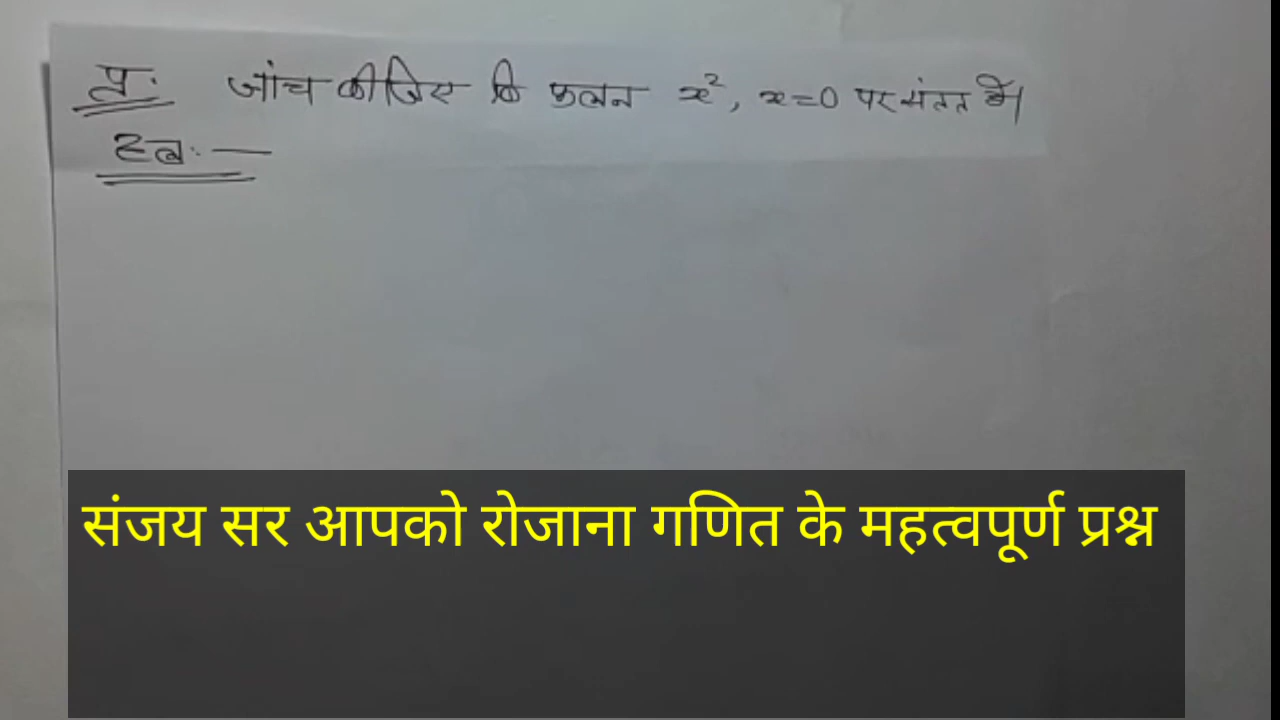 प्र: जांच कीजिए कि फलन x², x=0 पर संतत है।
हल:—
संजय सर आपको रोजाना गणित के महत्वपूर्ण प्रश्न